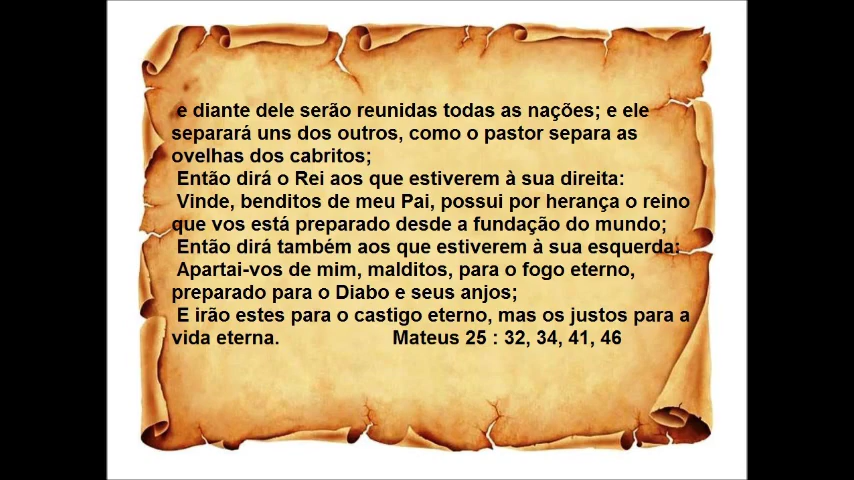 e diante dele serão reunidas todas as nações; e ele
separará uns dos outros, como o pastor separa as
ovelhas dos cabritos;
Então dirá o Rei aos que estiverem à sua direita:
Vinde, benditos de meu Pai, possui por herança o reino
que vos está preparado desde a fundação do mundo;
Então dirá também aos que estiverem à sua esquerda:
Apartai-vos de mim, malditos, para o fogo eterno,
preparado para o Diabo e seus anjos;
E irão estes para o castigo eterno, mas os justos para a
vida eterna. Mateus 25 : 32, 34, 41, 46